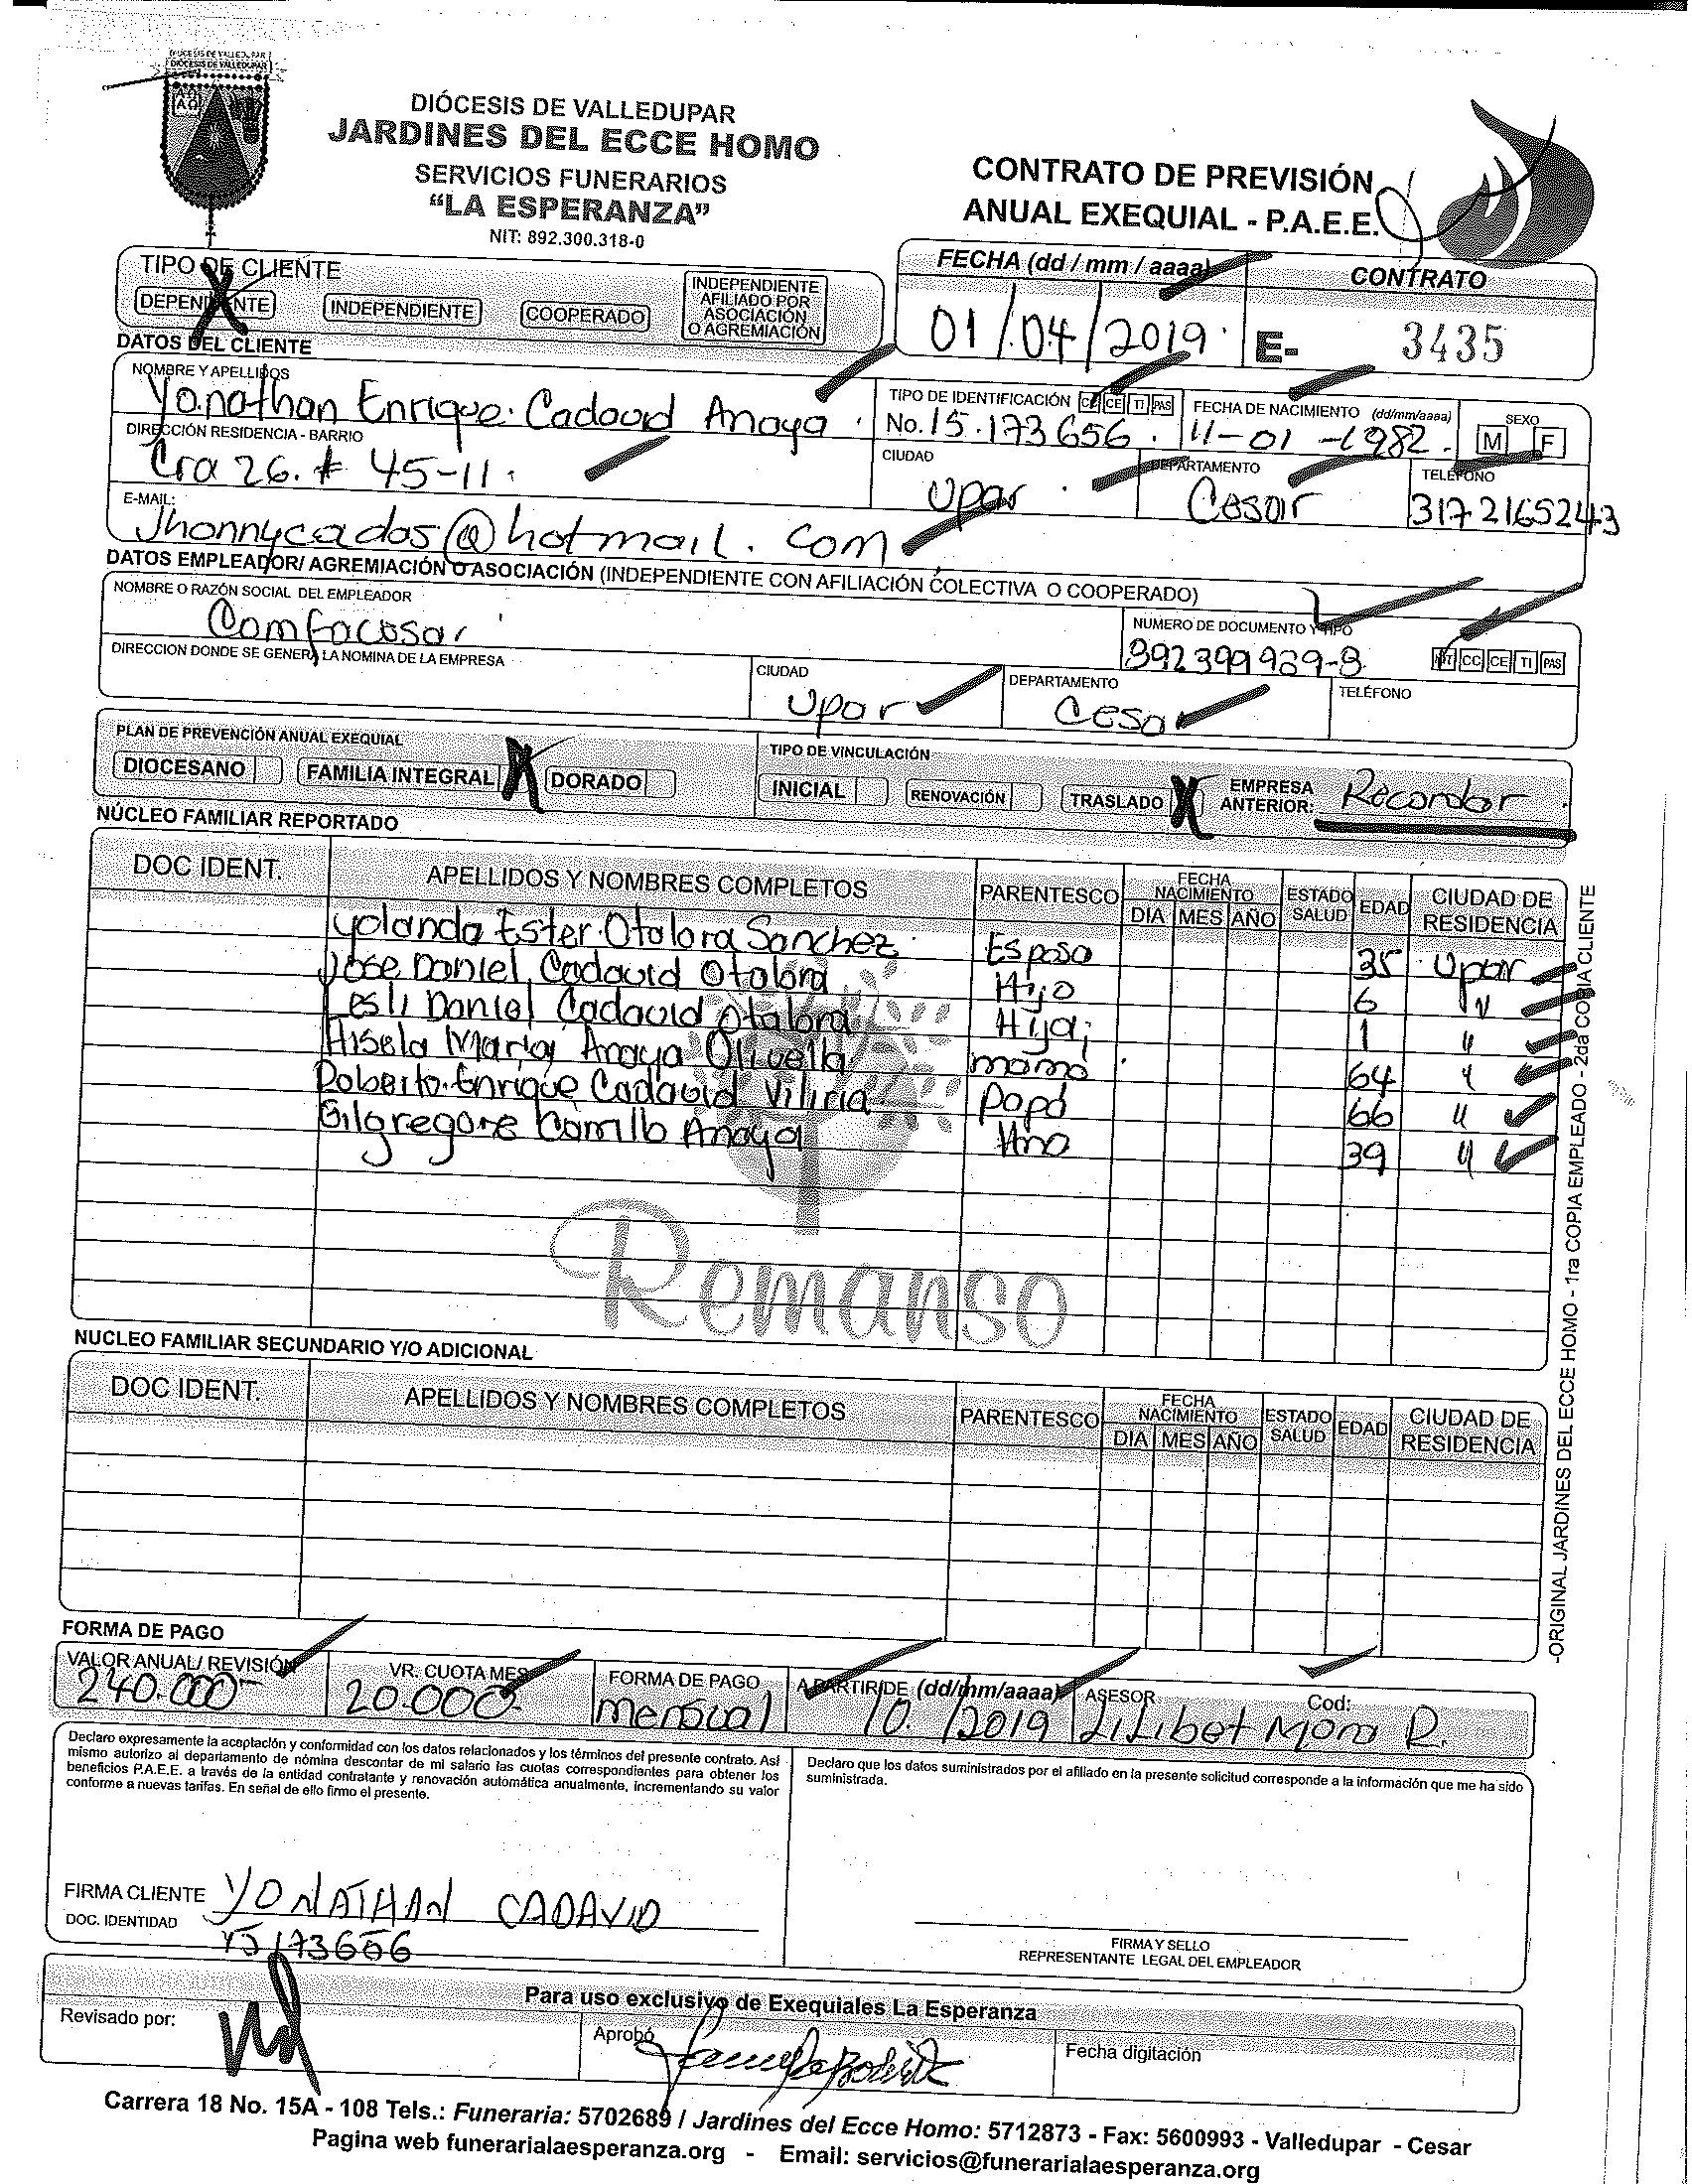 DIÓCESIS DE VALLEDUPAR
DIÓCESIS DE VALLEDUPAR
JARDINES DEL ECCE HOMO
SERVICIOS FUNERARIOS
“LA ESPERANZA”
NIT: 892.300.318-0
CONTRATO DE PREVISIÓN
ANUAL EXEQUIAL - P.A.E.E.
TIPO DE CLIENTE
DEPENDIENTE INDEPENDIENTE COOPERADO INDEPENDIENTE AFILIADO POR ASOCIACIÓN O AGREMIACIÓN
FECHA (dd / mm / aaaa) CONTRATO
01/04/2019 E- 3435
DATOS DEL CLIENTE
NOMBRE Y APELLIDOS
Yonathan Enrique Cadavid Anaya
TIPO DE IDENTIFICACIÓN CC CE TI PAS
No. 15.173656
FECHA DE NACIMIENTO (dd/mm/aaaa)
11-01-1982
SEXO
M F
DIRECCIÓN RESIDENCIA - BARRIO
Cra 26. # 45-11
CIUDAD
Upar
DEPARTAMENTO
Cesar
TELÉFONO
3172165243
E-MAIL:
Jhonnycadas@hotmail.com
DATOS EMPLEADOR/ AGREMIACIÓN O ASOCIACIÓN (INDEPENDIENTE CON AFILIACIÓN COLECTIVA O COOPERADO)
NOMBRE O RAZÓN SOCIAL DEL EMPLEADOR
Comfacesar
NUMERO DE DOCUMENTO Y TIPO
892399989-8 NIT CC CE TI PAS
DIRECCION DONDE SE GENERA LA NOMINA DE LA EMPRESA
CIUDAD
Upar
DEPARTAMENTO
Cesar
TELÉFONO
PLAN DE PREVENCIÓN ANUAL EXEQUIAL
DIOCESANO FAMILIA INTEGRAL X DORADO
TIPO DE VINCULACIÓN
INICIAL RENOVACIÓN TRASLADO X EMPRESA ANTERIOR: Recordar
NÚCLEO FAMILIAR REPORTADO
DOC IDENT. APELLIDOS Y NOMBRES COMPLETOS PARENTESCO FECHA NACIMIENTO DIA MES AÑO ESTADO SALUD EDAD CIUDAD DE RESIDENCIA
Yolanda Ester Otalora Sanchez Esposa 35 Upar
Jose Daniel Cadavid Otalora Hijo 6 "
Lesli Daniel Cadavid Otalora Hija 1 "
Aisela Maria Anaya Olivella mamá 64 "
Roberto Enrique Cadavid Viliria Papá 66 "
Gilgregore Carrillo Anaya Hno 39 "
Remanso
NUCLEO FAMILIAR SECUNDARIO Y/O ADICIONAL
DOC IDENT. APELLIDOS Y NOMBRES COMPLETOS PARENTESCO FECHA NACIMIENTO DIA MES AÑO ESTADO SALUD EDAD CIUDAD DE RESIDENCIA
-ORIGINAL JARDINES DEL ECCE HOMO - 1ra COPIA EMPLEADO - 2da COPIA CLIENTE
FORMA DE PAGO
VALOR ANUAL/ REVISIÓN
240.000
VR. CUOTA MES
20.000
FORMA DE PAGO
mensual
A PARTIR DE (dd/mm/aaaa)
10. /2019
ASESOR Cod:
Lilibet Mora R.
Declaro expresamente la aceptación y conformidad con los datos relacionados y los términos del presente contrato. Así
mismo autorizo al departamento de nómina descontar de mi salario las cuotas correspondientes para obtener los
beneficios P.A.E.E. a través de la entidad contratante y renovación automática anualmente, incrementando su valor
conforme a nuevas tarifas. En señal de ello firmo el presente.
Declaro que los datos suministrados por el afiliado en la presente solicitud corresponde a la información que me ha sido
suministrada.
FIRMA CLIENTE YONATHAN CADAVID
DOC. IDENTIDAD 15173656
FIRMA Y SELLO
REPRESENTANTE LEGAL DEL EMPLEADOR
Para uso exclusivo de Exequiales La Esperanza
Revisado por:
Aprobó
Fecha digitación
Carrera 18 No. 15A - 108 Tels.: Funeraria: 5702689 / Jardines del Ecce Homo: 5712873 - Fax: 5600993 - Valledupar - Cesar
Pagina web funerarialaesperanza.org - Email: servicios@funerarialaesperanza.org